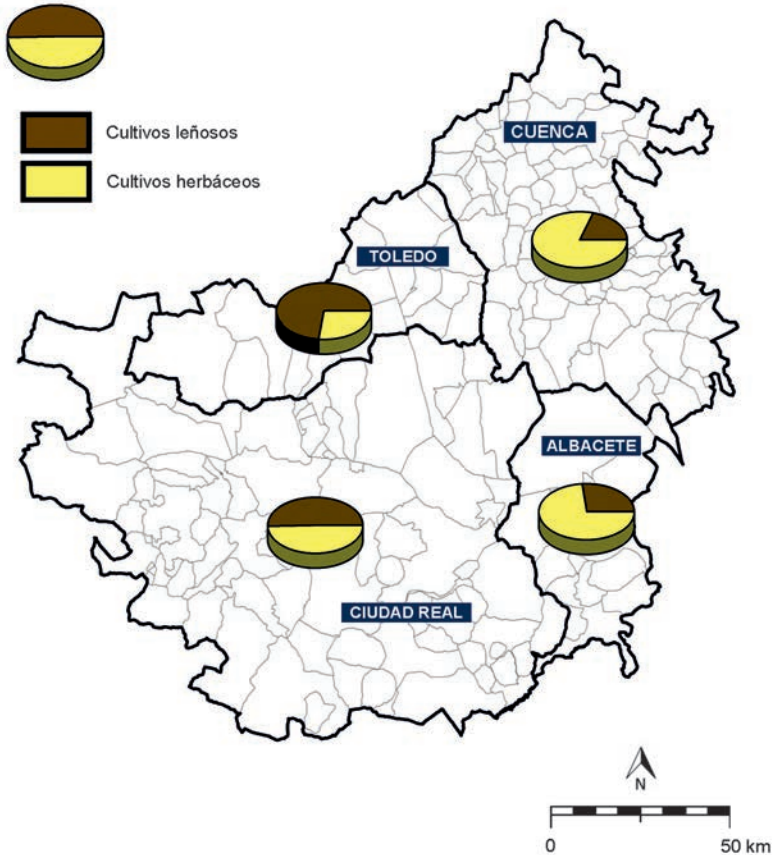 Cultivos leñosos
Cultivos herbáceos
CUENCA
TOLEDO
ALBACETE
CIUDAD REAL
N
0 50 km